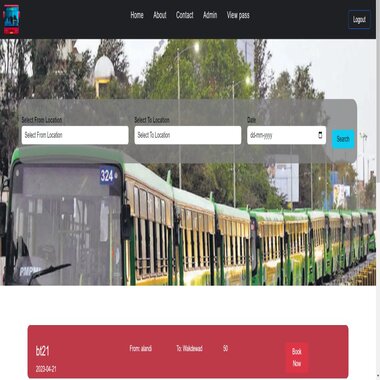 Home About Contact Admin View pass
Logout
Select From Location Select To Location Date
Select From Location Select To Location dd-mm-yyyy Search
324
PMPML
bt21 From: alandi To: Wakdewad 50 Book Now
2023-04-21